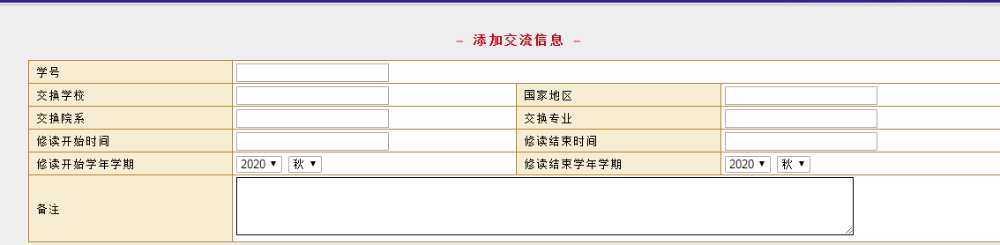 – 添加交流信息 –
学号
交换学校 国家地区
交换院系 交换专业
修读开始时间 修读结束时间
修读开始学年学期 2020 秋 修读结束学年学期 2020 秋
备注